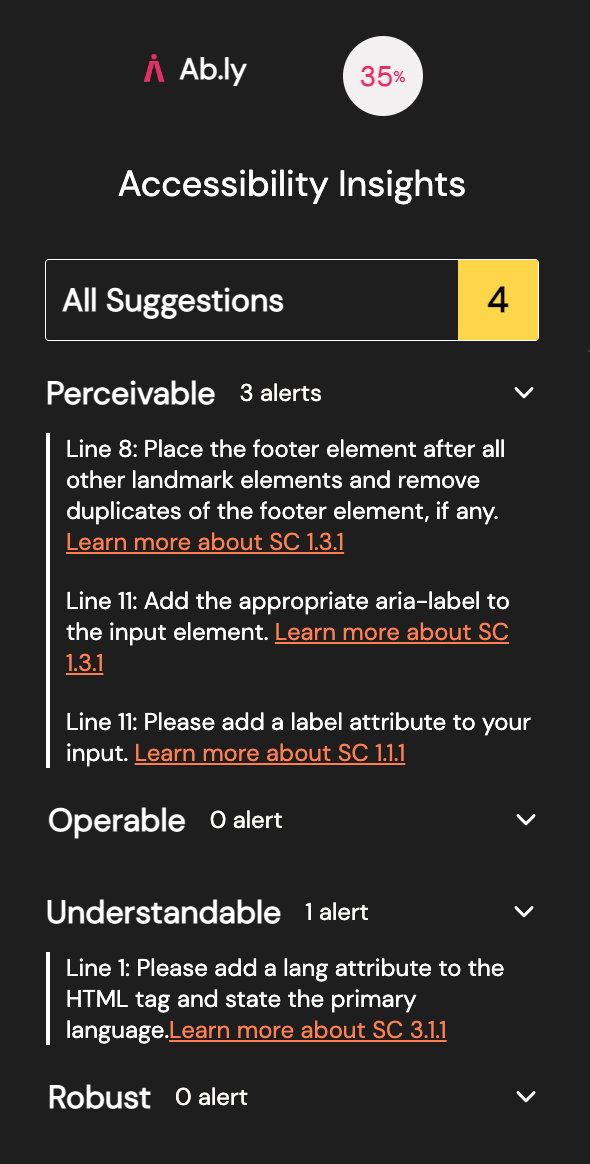 Ab.ly
35%
Accessibility Insights
All Suggestions 4
Perceivable 3 alerts
Line 8: Place the footer element after all
other landmark elements and remove
duplicates of the footer element, if any.
Learn more about SC 1.3.1
Line 11: Add the appropriate aria-label to
the input element. Learn more about SC
1.3.1
Line 11: Please add a label attribute to your
input. Learn more about SC 1.1.1
Operable 0 alert
Understandable 1 alert
Line 1: Please add a lang attribute to the
HTML tag and state the primary
language.Learn more about SC 3.1.1
Robust 0 alert